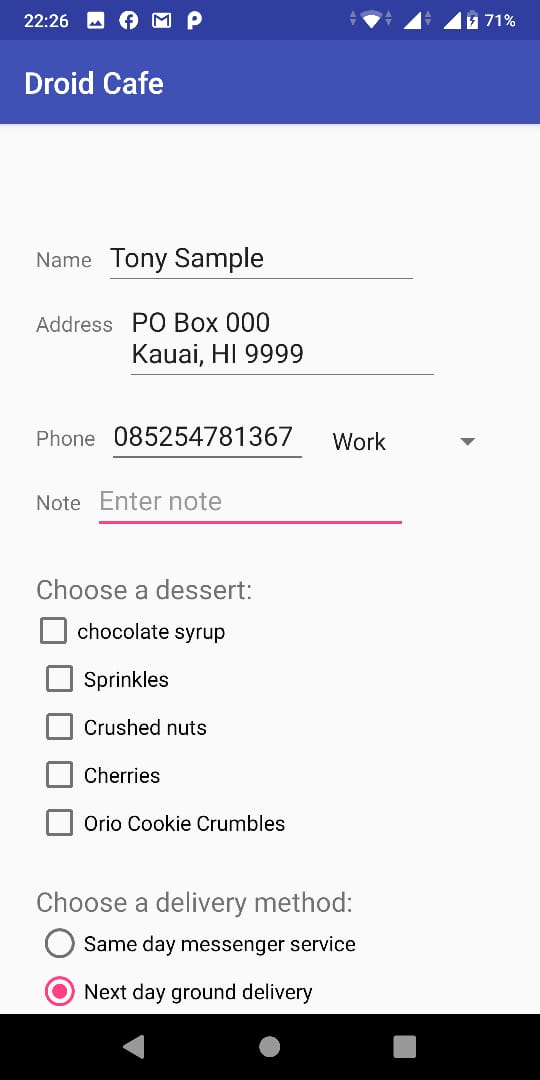 22:26
71%
Droid Cafe
Name Tony Sample
Address PO Box 000
Kauai, HI 9999
Phone 085254781367 Work
Note Enter note
Choose a dessert:
chocolate syrup
Sprinkles
Crushed nuts
Cherries
Orio Cookie Crumbles
Choose a delivery method:
Same day messenger service
Next day ground delivery